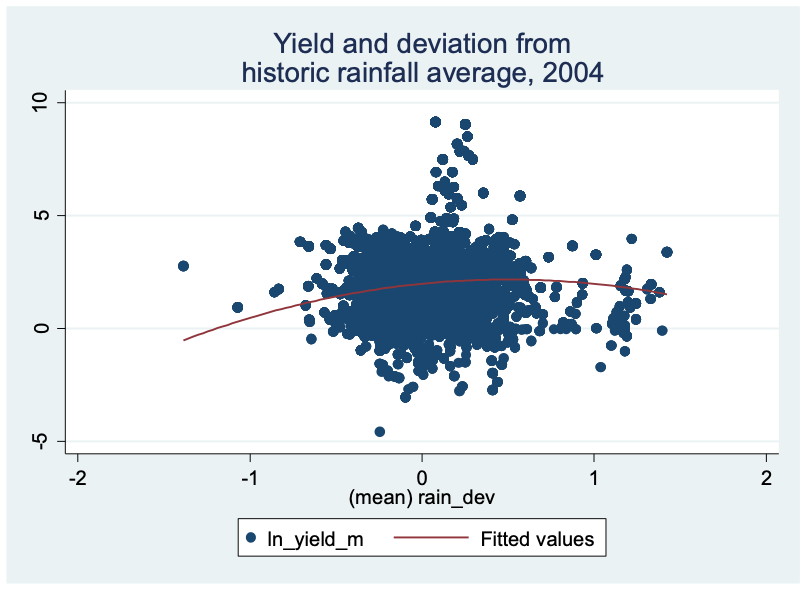 Yield and deviation from
historic rainfall average, 2004
10
5
0
-5
-2 -1 0 1 2
(mean) rain_dev
ln_yield_m Fitted values